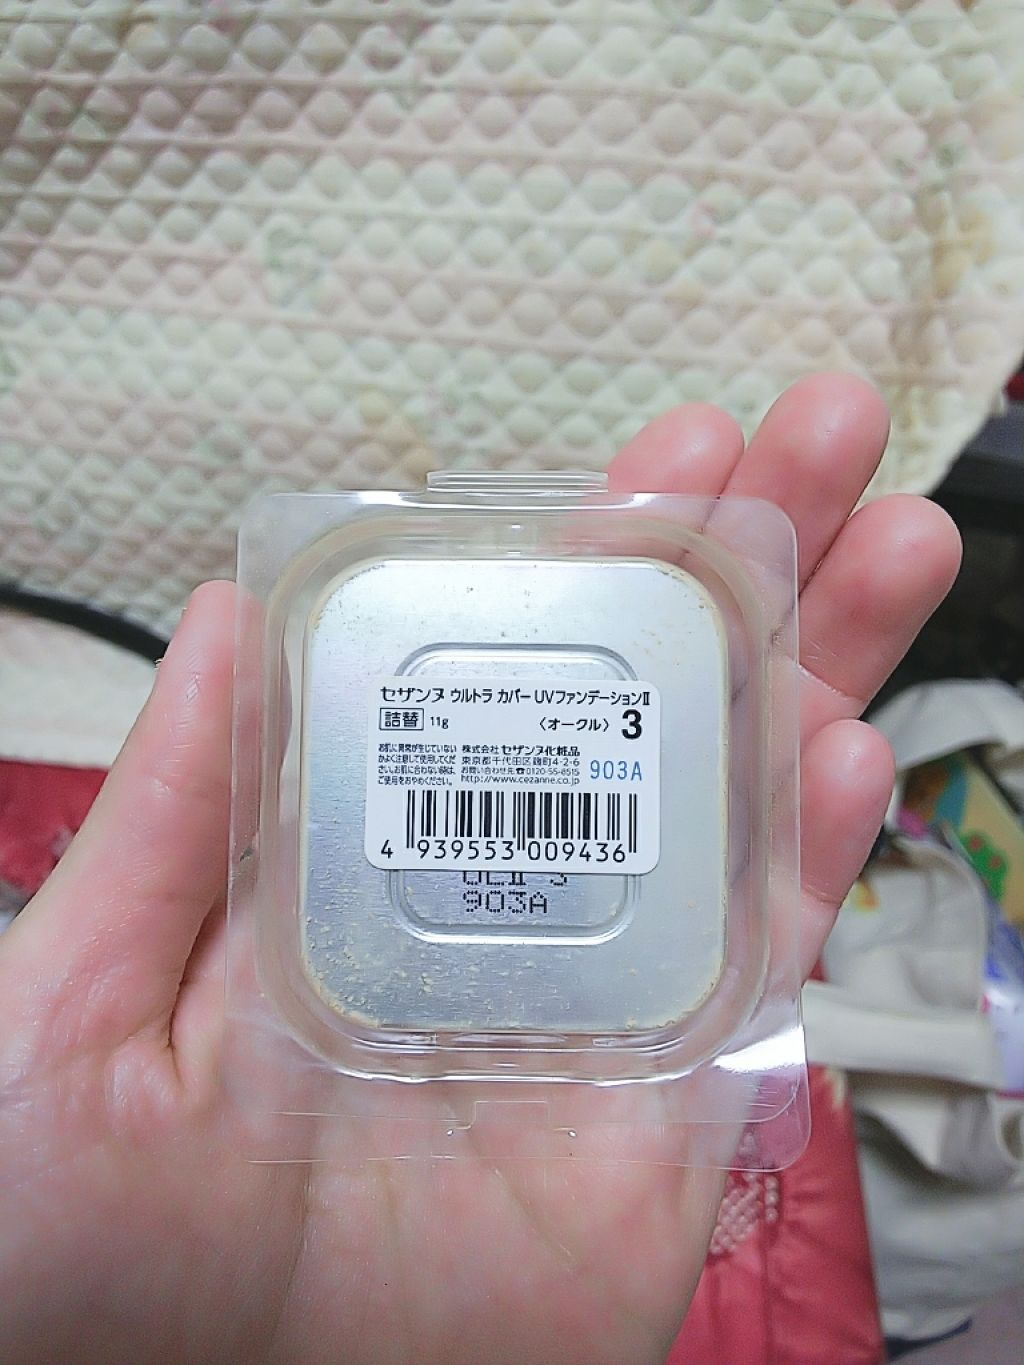 セザンヌ ウルトラ カバー UVファンデーションⅡ
詰替 11g 〈オークル〉 3
お肌に異常が生じていない
かよく注意して使用してくだ
さい。お肌に合わない時は、
ご使用をおやめください。
株式会社 セザンヌ化粧品
東京都千代田区麹町4-2-6
お問い合わせ先☎0120-55-8515
http://www.cezanne.co.jp
903A
4 939553 009436
UCⅡ 3
903A